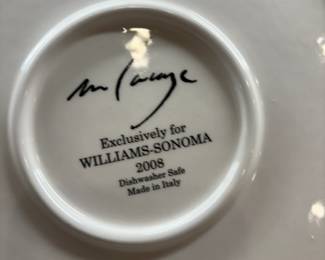 Exclusively for
WILLIAMS-SONOMA
2008
Dishwasher Safe
Made in Italy